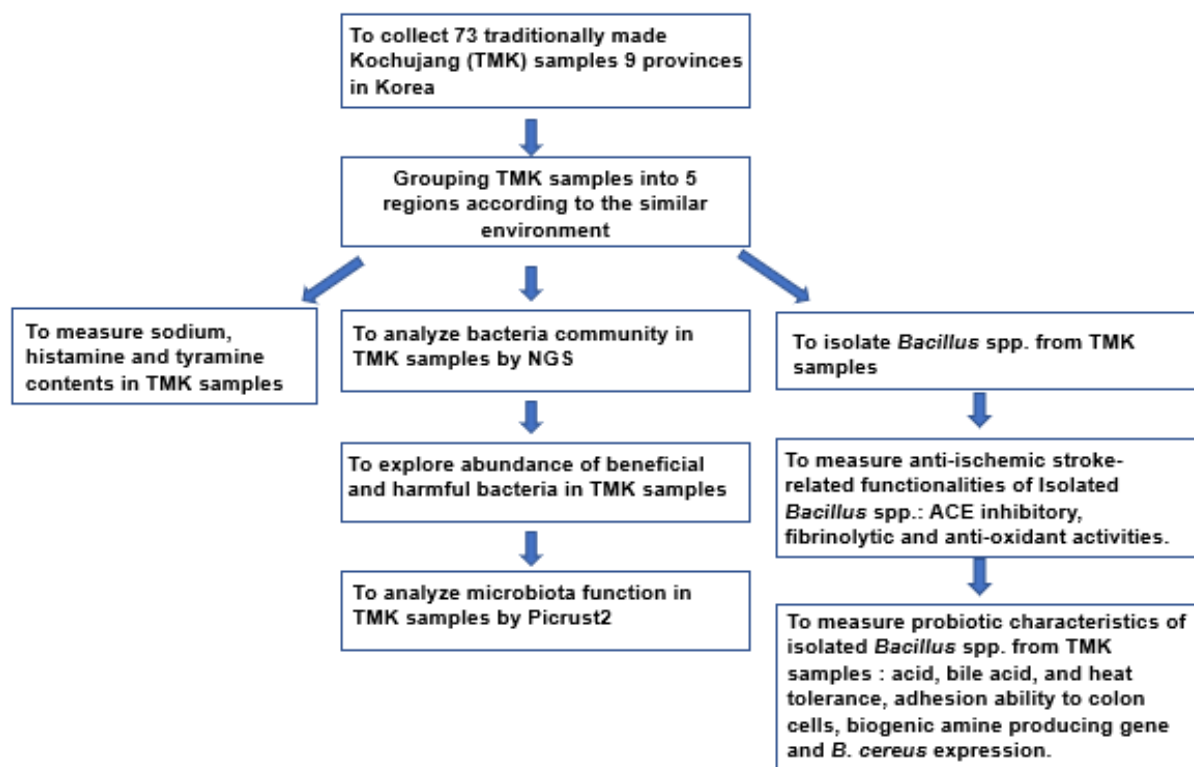 To collect 73 traditionally made
Kochujang (TMK) samples 9 provinces
in Korea
Grouping TMK samples into 5
regions according to the similar
environment
To measure sodium,
histamine and tyramine
contents in TMK samples
To analyze bacteria community in
TMK samples by NGS
To isolate Bacillus spp. from TMK
samples
To explore abundance of beneficial
and harmful bacteria in TMK samples
To measure anti-ischemic stroke-
related functionalities of Isolated
Bacillus spp.: ACE inhibitory,
fibrinolytic and anti-oxidant activities.
To analyze microbiota function in
TMK samples by Picrust2
To measure probiotic characteristics of
isolated Bacillus spp. from TMK
samples : acid, bile acid, and heat
tolerance, adhesion ability to colon
cells, biogenic amine producing gene
and B. cereus expression.